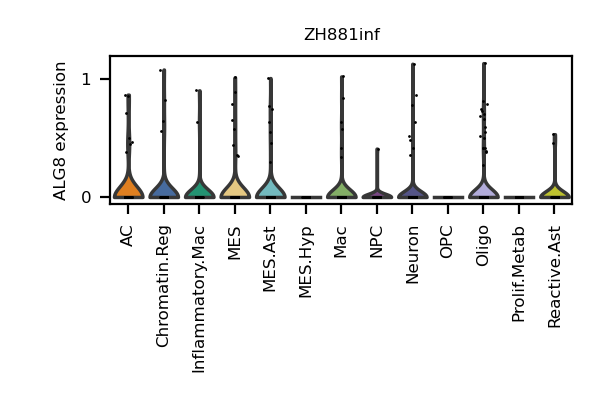 ZH881inf
ALG8 expression
1
0
AC
Chromatin.Reg
Inflammatory.Mac
MES
MES.Ast
MES.Hyp
Mac
NPC
Neuron
OPC
Oligo
Prolif.Metab
Reactive.Ast